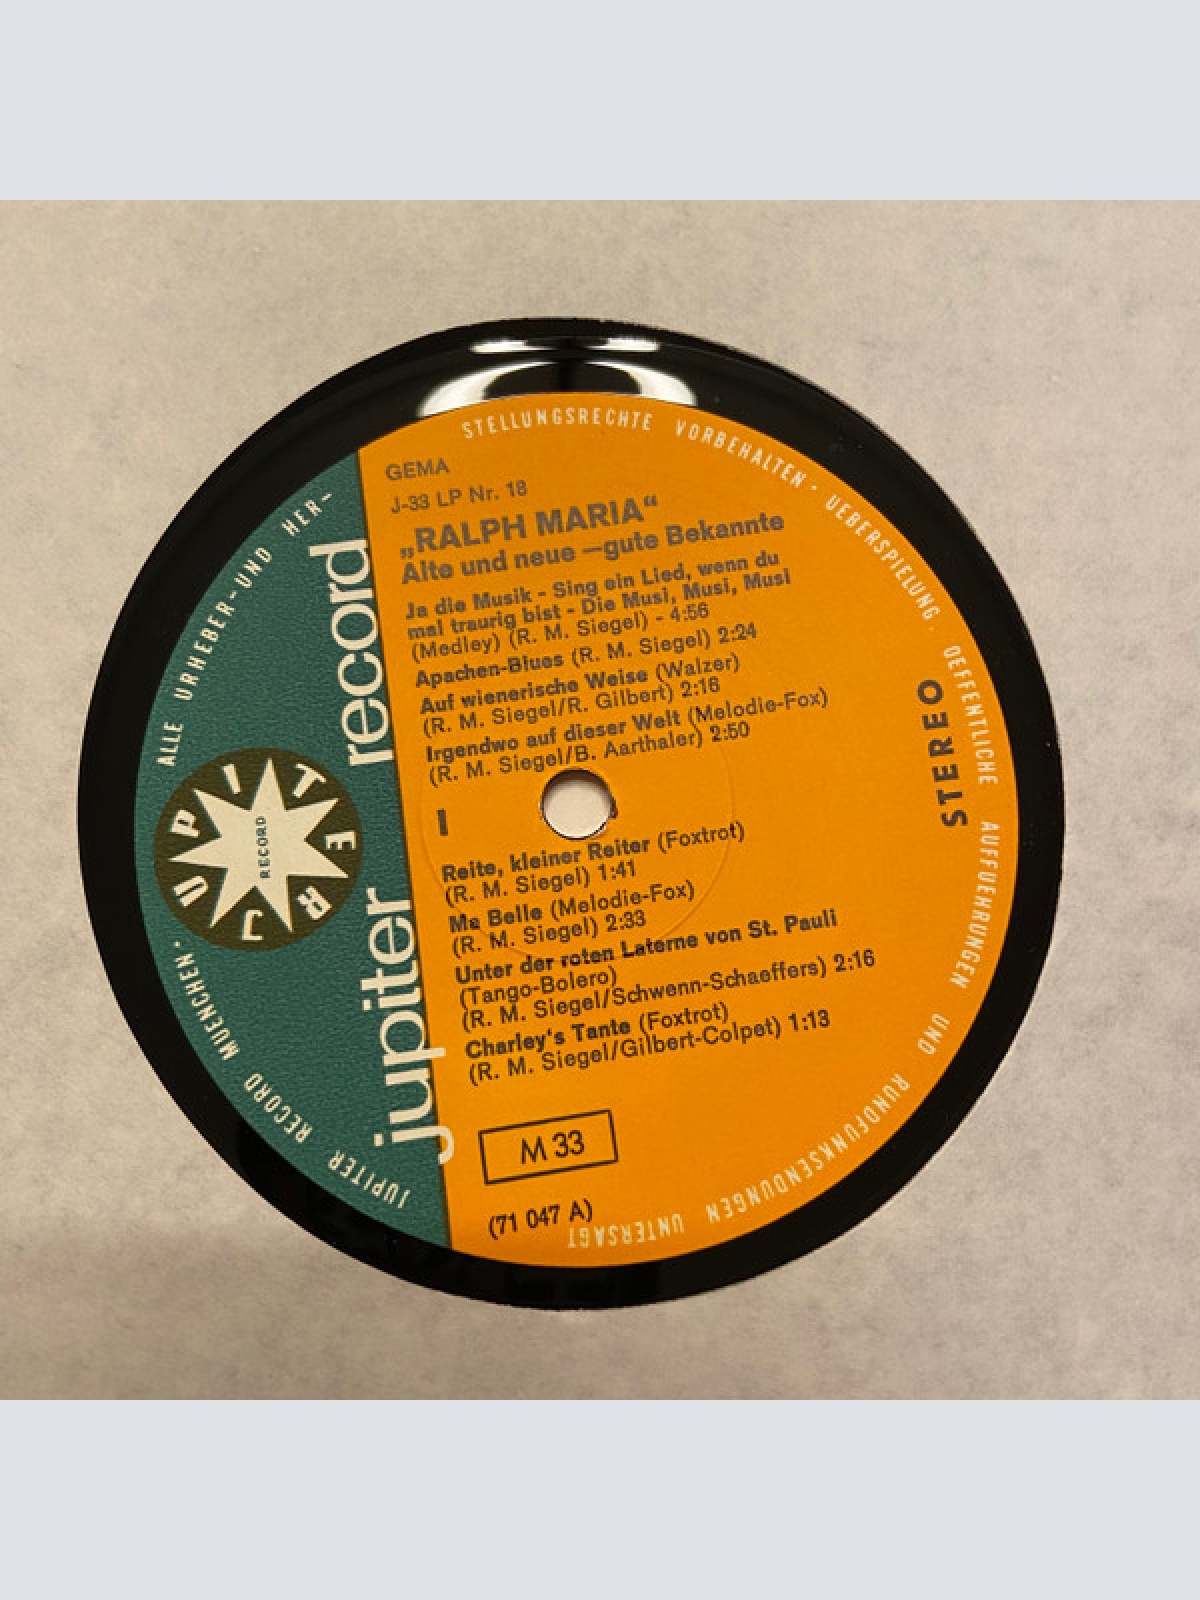 GEMA
J-33 LP Nr. 18
„RALPH MARIA“
Alte und neue —gute Bekannte
Ja die Musik - Sing ein Lied, wenn du
mal traurig bist - Die Musi, Musi, Musi
(Medley) (R. M. Siegel) - 4:56
Apachen-Blues (R. M. Siegel) 2:24
Auf wienerische Weise (Walzer)
(R. M. Siegel/R. Gilbert) 2:16
Irgendwo auf dieser Welt (Melodie-Fox)
(R. M. Siegel/B. Aarthaler) 2:50
I
STEREO
Reite, kleiner Reiter (Foxtrot)
(R. M. Siegel) 1:41
Ma Belle (Melodie-Fox)
(R. M. Siegel) 2:33
Unter der roten Laterne von St. Pauli
(Tango-Bolero)
(R. M. Siegel/Schwenn-Schaeffers) 2:16
Charley's Tante (Foxtrot)
(R. M. Siegel/Gilbert-Colpet) 1:13
M 33
(71 047 A)
jupiter record
JUPITER
RECORD
ALLE URHEBER-UND HER-
STELLUNGSRECHTE VORBEHALTEN · UEBERSPIELUNG. OEFFENTLICHE AUFFUEHRUNGEN UND RUNDFUNKSENDUNGEN UNTERSAGT
JUPITER RECORD MUENCHEN·